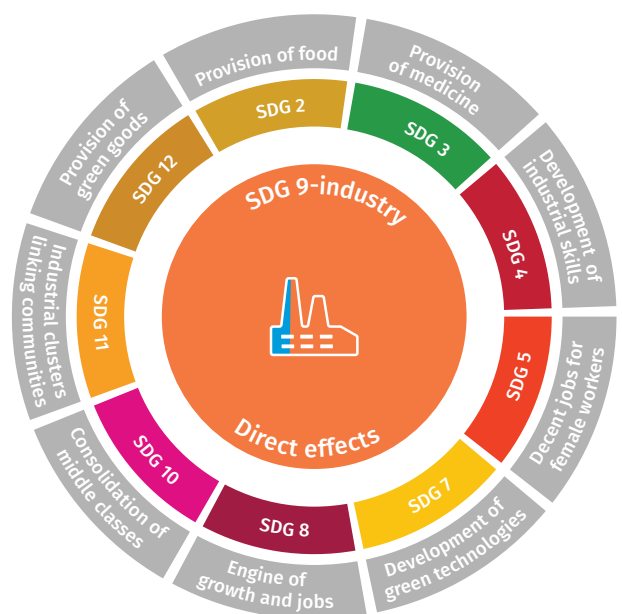 SDG 9-industry
Direct effects
Provision of food
SDG 2
Provision
of medicine
SDG 3
Development of
industrial skills
SDG 4
Decent jobs for
female workers
SDG 5
Development of
green technologies
SDG 7
Engine of
growth and jobs
SDG 8
Consolidation of
middle classes
SDG 10
Industrial clusters
linking communities
SDG 11
Provision of
green goods
SDG 12